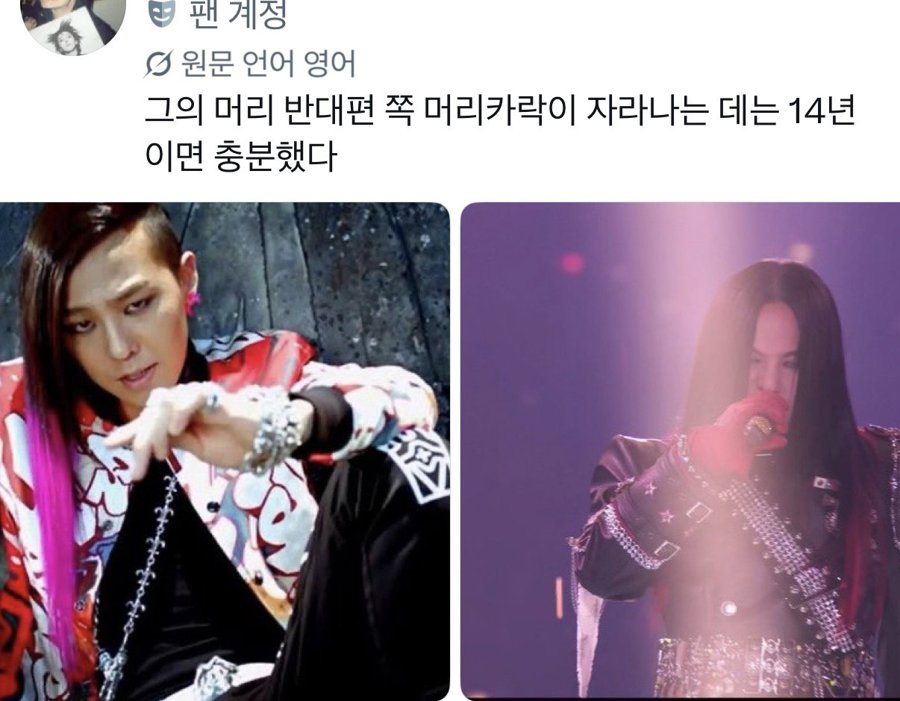 팬 계정
원문 언어 영어
그의 머리 반대편 쪽 머리카락이 자라나는 데는 14년
이면 충분했다